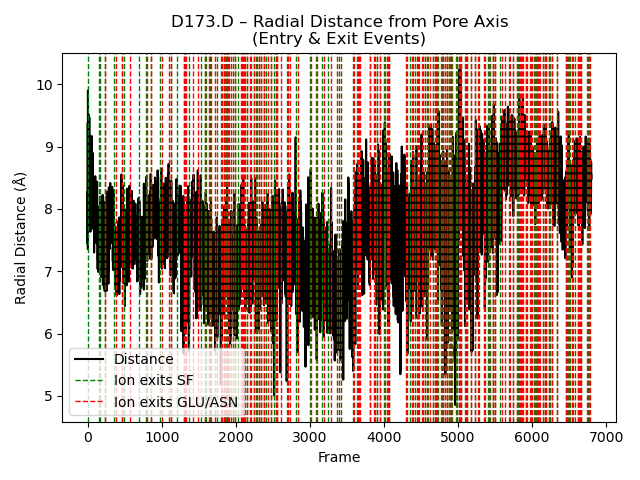 D173.D – Radial Distance from Pore Axis
(Entry & Exit Events)
Radial Distance (Å)
10
9
8
7
6
5
Distance
Ion exits SF
Ion exits GLU/ASN
0 1000 2000 3000 4000 5000 6000 7000
Frame